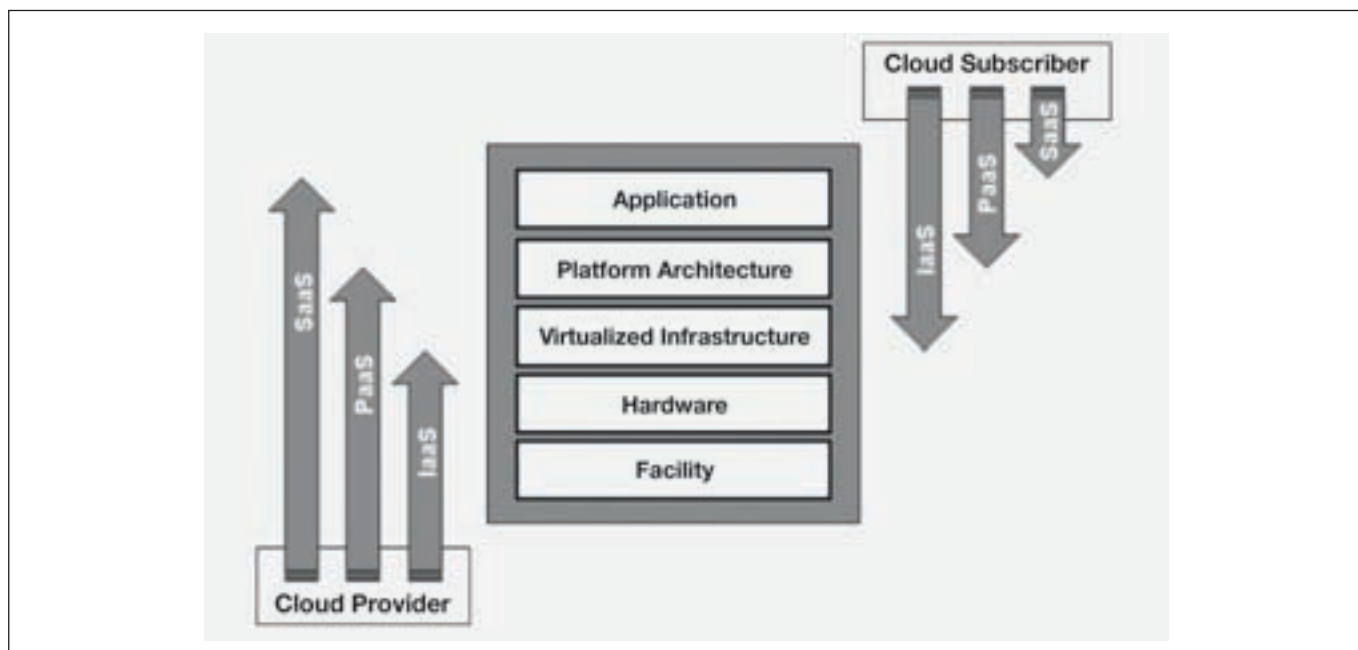 Cloud Subscriber
IaaS
PaaS
SaaS
Application
Platform Architecture
Virtualized Infrastructure
Hardware
Facility
SaaS
PaaS
IaaS
Cloud Provider